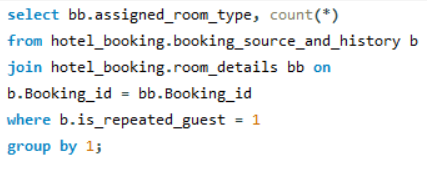 select bb.assigned_room_type, count(*)
from hotel_booking.booking_source_and_history b
join hotel_booking.room_details bb on
b.Booking_id = bb.Booking_id
where b.is_repeated_guest = 1
group by 1;